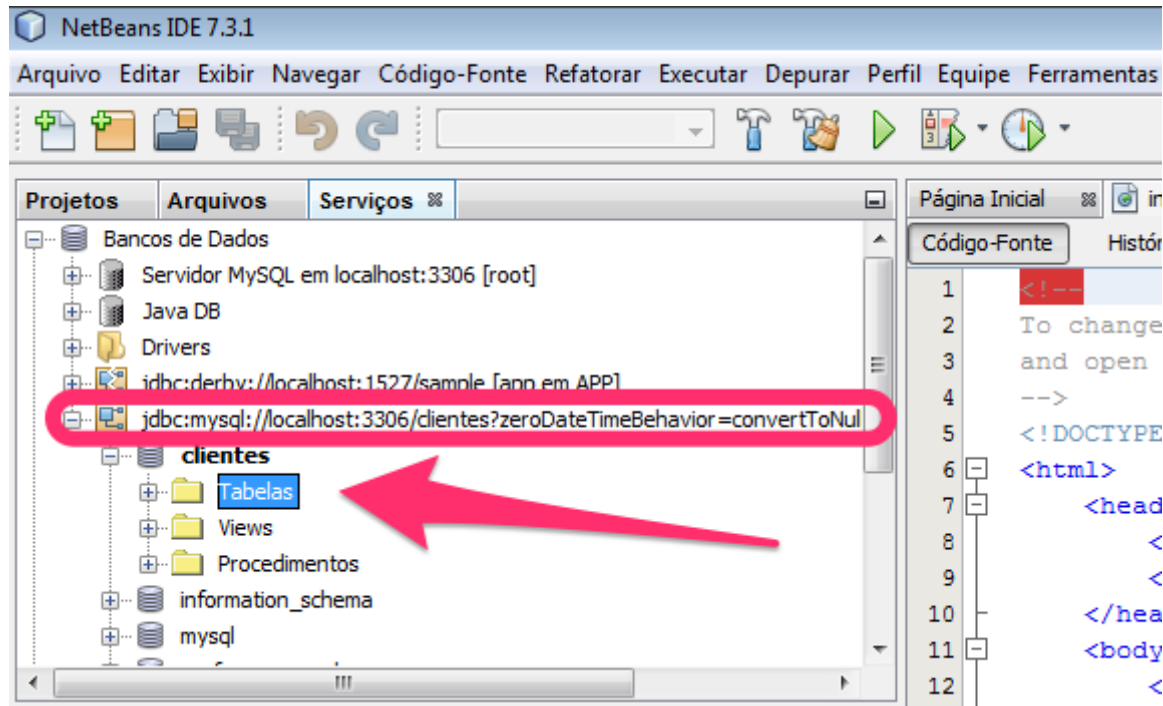 NetBeans IDE 7.3.1
Arquivo Editar Exibir Navegar Código-Fonte Refatorar Executar Depurar Perfil Equipe Ferramentas
Projetos Arquivos Serviços
Bancos de Dados
Servidor MySQL em localhost:3306 [root]
Java DB
Drivers
jdbc:derby://localhost:1527/sample [app em APP]
jdbc:mysql://localhost:3306/clientes?zeroDateTimeBehavior=convertToNul
clientes
Tabelas
Views
Procedimentos
information_schema
mysql
Página Inicial in
Código-Fonte Histór
1 <!--
2 To change
3 and open
4 -->
5 <!DOCTYPE
6 <html>
7 <head
8 <
9 <
10 </hea
11 <body
12 <